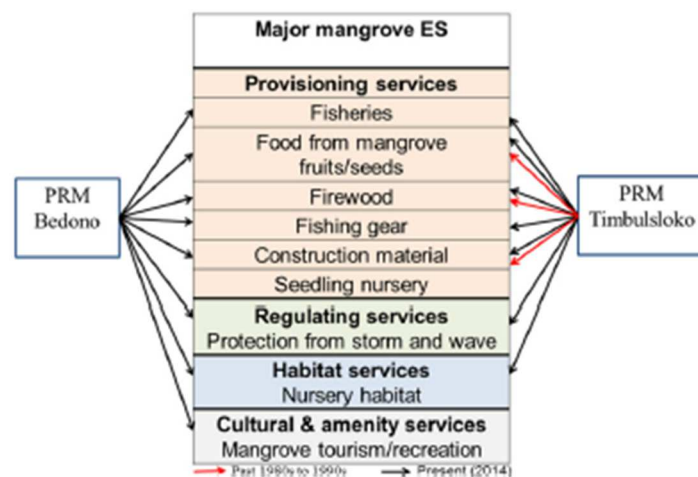 Major mangrove ES
Provisioning services
Fisheries
Food from mangrove
fruits/seeds
Firewood
Fishing gear
Construction material
Seedling nursery
Regulating services
Protection from storm and wave
Habitat services
Nursery habitat
Cultural & amenity services
Mangrove tourism/recreation
PRM
Bedono
PRM
Timbulsloko
Past 1980s to 1990s
Present (2014)